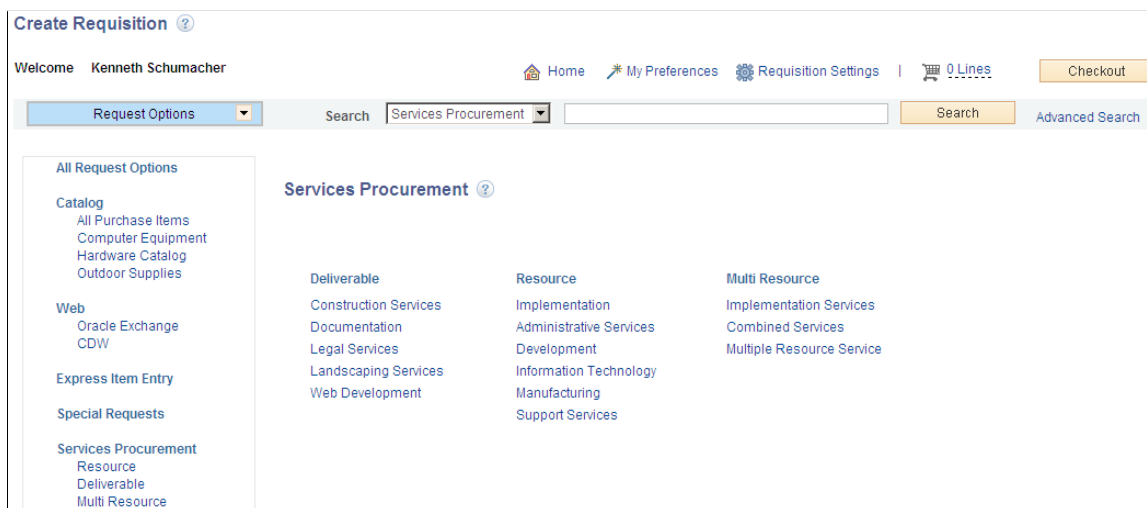 Create Requisition ?
Welcome Kenneth Schumacher
Home My Preferences Requisition Settings | 0 Lines Checkout
Request Options Search Services Procurement Search Advanced Search
All Request Options
Catalog
All Purchase Items
Computer Equipment
Hardware Catalog
Outdoor Supplies
Web
Oracle Exchange
CDW
Express Item Entry
Special Requests
Services Procurement
Resource
Deliverable
Multi Resource
Services Procurement ?
Deliverable
Construction Services
Documentation
Legal Services
Landscaping Services
Web Development
Resource
Implementation
Administrative Services
Development
Information Technology
Manufacturing
Support Services
Multi Resource
Implementation Services
Combined Services
Multiple Resource Service